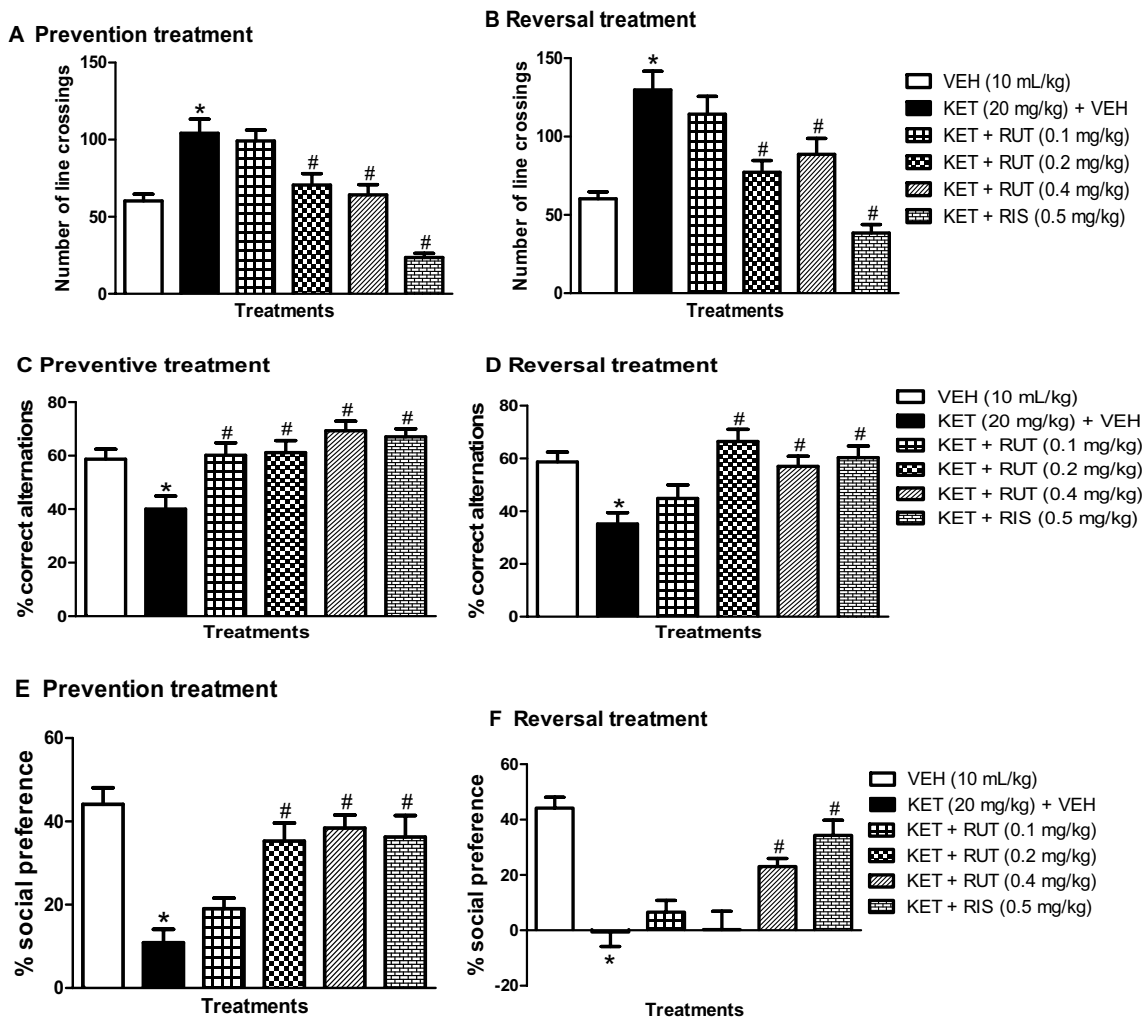 A Prevention treatment
150
100
50
0
Number of line crossings
*
#
#
#
Treatments
B Reversal treatment
150
100
50
0
Number of line crossings
*
#
#
#
Treatments
VEH (10 mL/kg)
KET (20 mg/kg) + VEH
KET + RUT (0.1 mg/kg)
KET + RUT (0.2 mg/kg)
KET + RUT (0.4 mg/kg)
KET + RIS (0.5 mg/kg)
C Preventive treatment
80
60
40
20
0
% correct alternations
*
#
#
#
#
Treatments
D Reversal treatment
80
60
40
20
0
% correct alternations
*
#
#
#
Treatments
VEH (10 mL/kg)
KET (20 mg/kg) + VEH
KET + RUT (0.1 mg/kg)
KET + RUT (0.2 mg/kg)
KET + RUT (0.4 mg/kg)
KET + RIS (0.5 mg/kg)
E Prevention treatment
60
40
20
0
% social preference
*
#
#
#
Treatments
F Reversal treatment
60
40
20
0
-20
% social preference
*
#
#
Treatments
VEH (10 mL/kg)
KET (20 mg/kg) + VEH
KET + RUT (0.1 mg/kg)
KET + RUT (0.2 mg/kg)
KET + RUT (0.4 mg/kg)
KET + RIS (0.5 mg/kg)